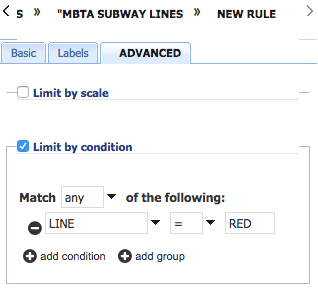 S » "MBTA SUBWAY LINES » NEW RULE
Basic Labels ADVANCED
Limit by scale
Limit by condition
Match any of the following:
LINE = RED
add condition add group